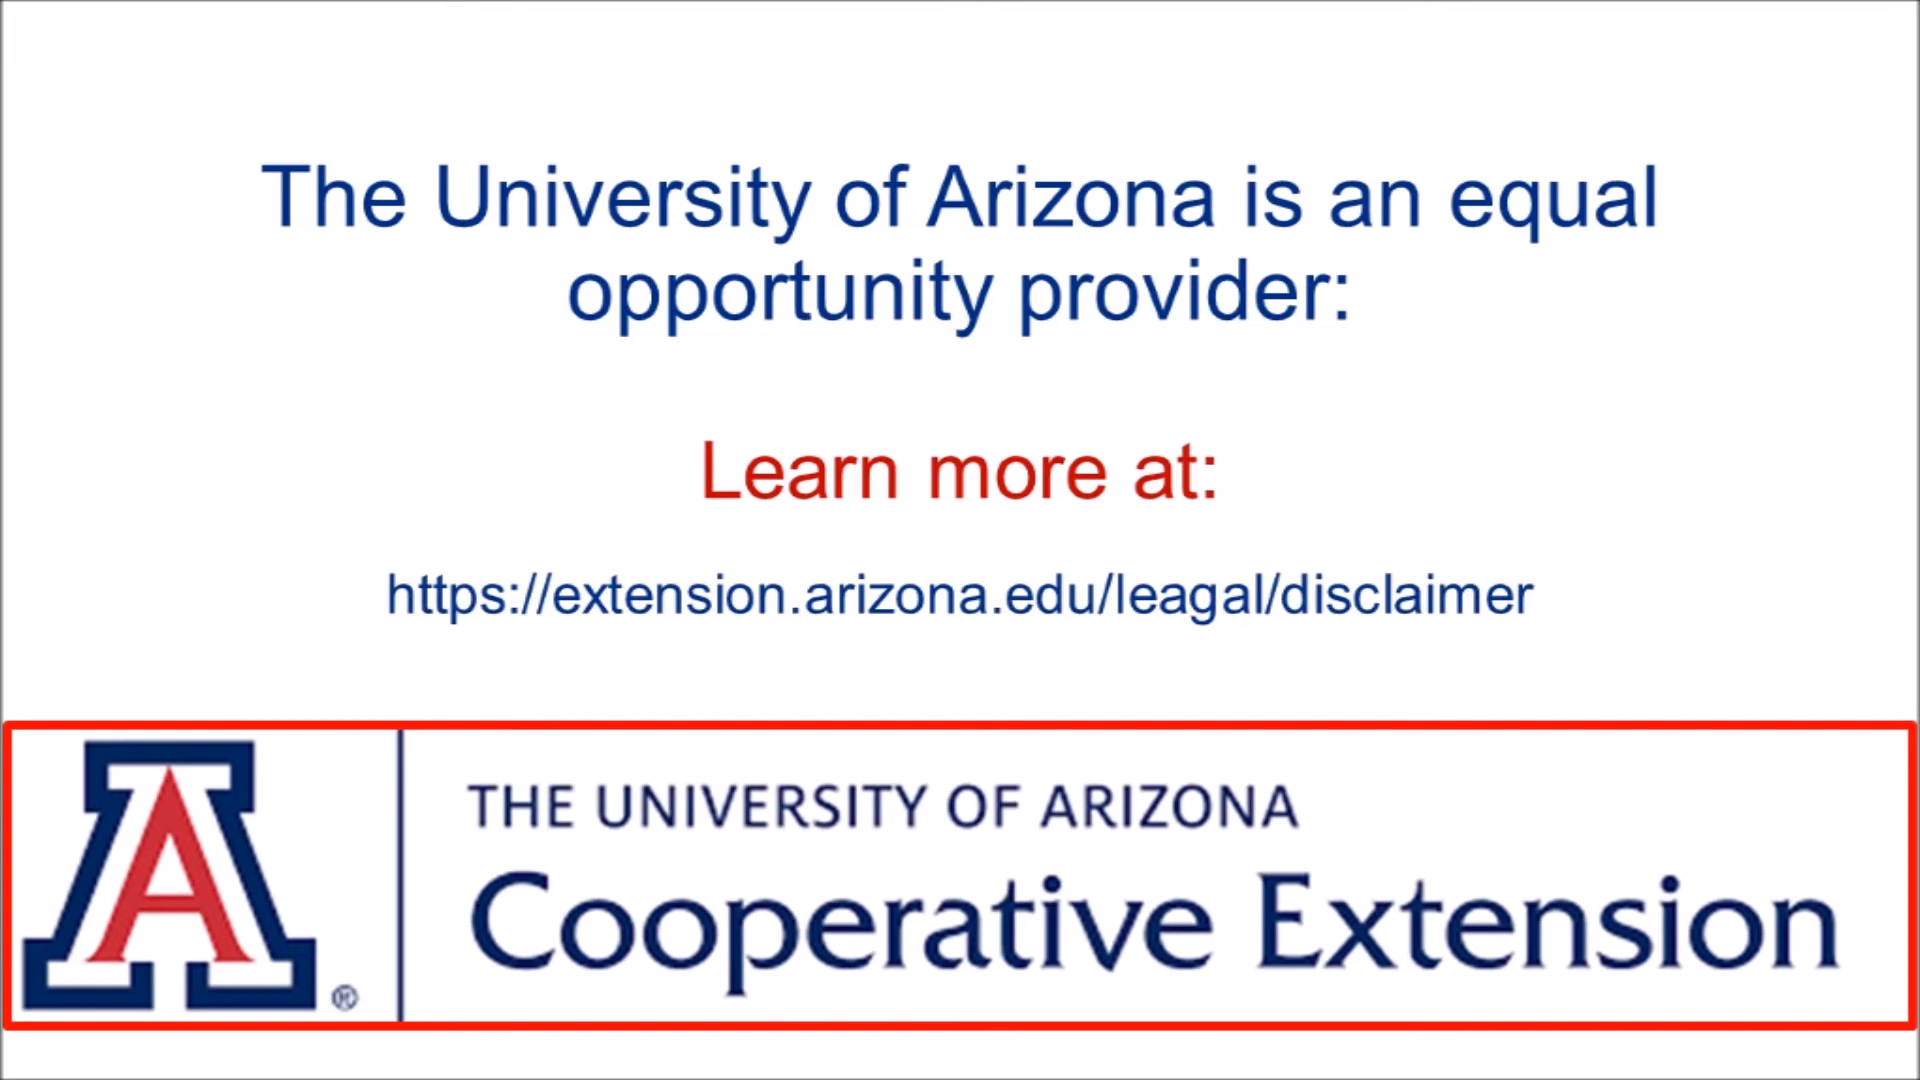 The University of Arizona is an equal
opportunity provider:
Learn more at:
https://extension.arizona.edu/leagal/disclaimer
A ®
THE UNIVERSITY OF ARIZONA
Cooperative Extension